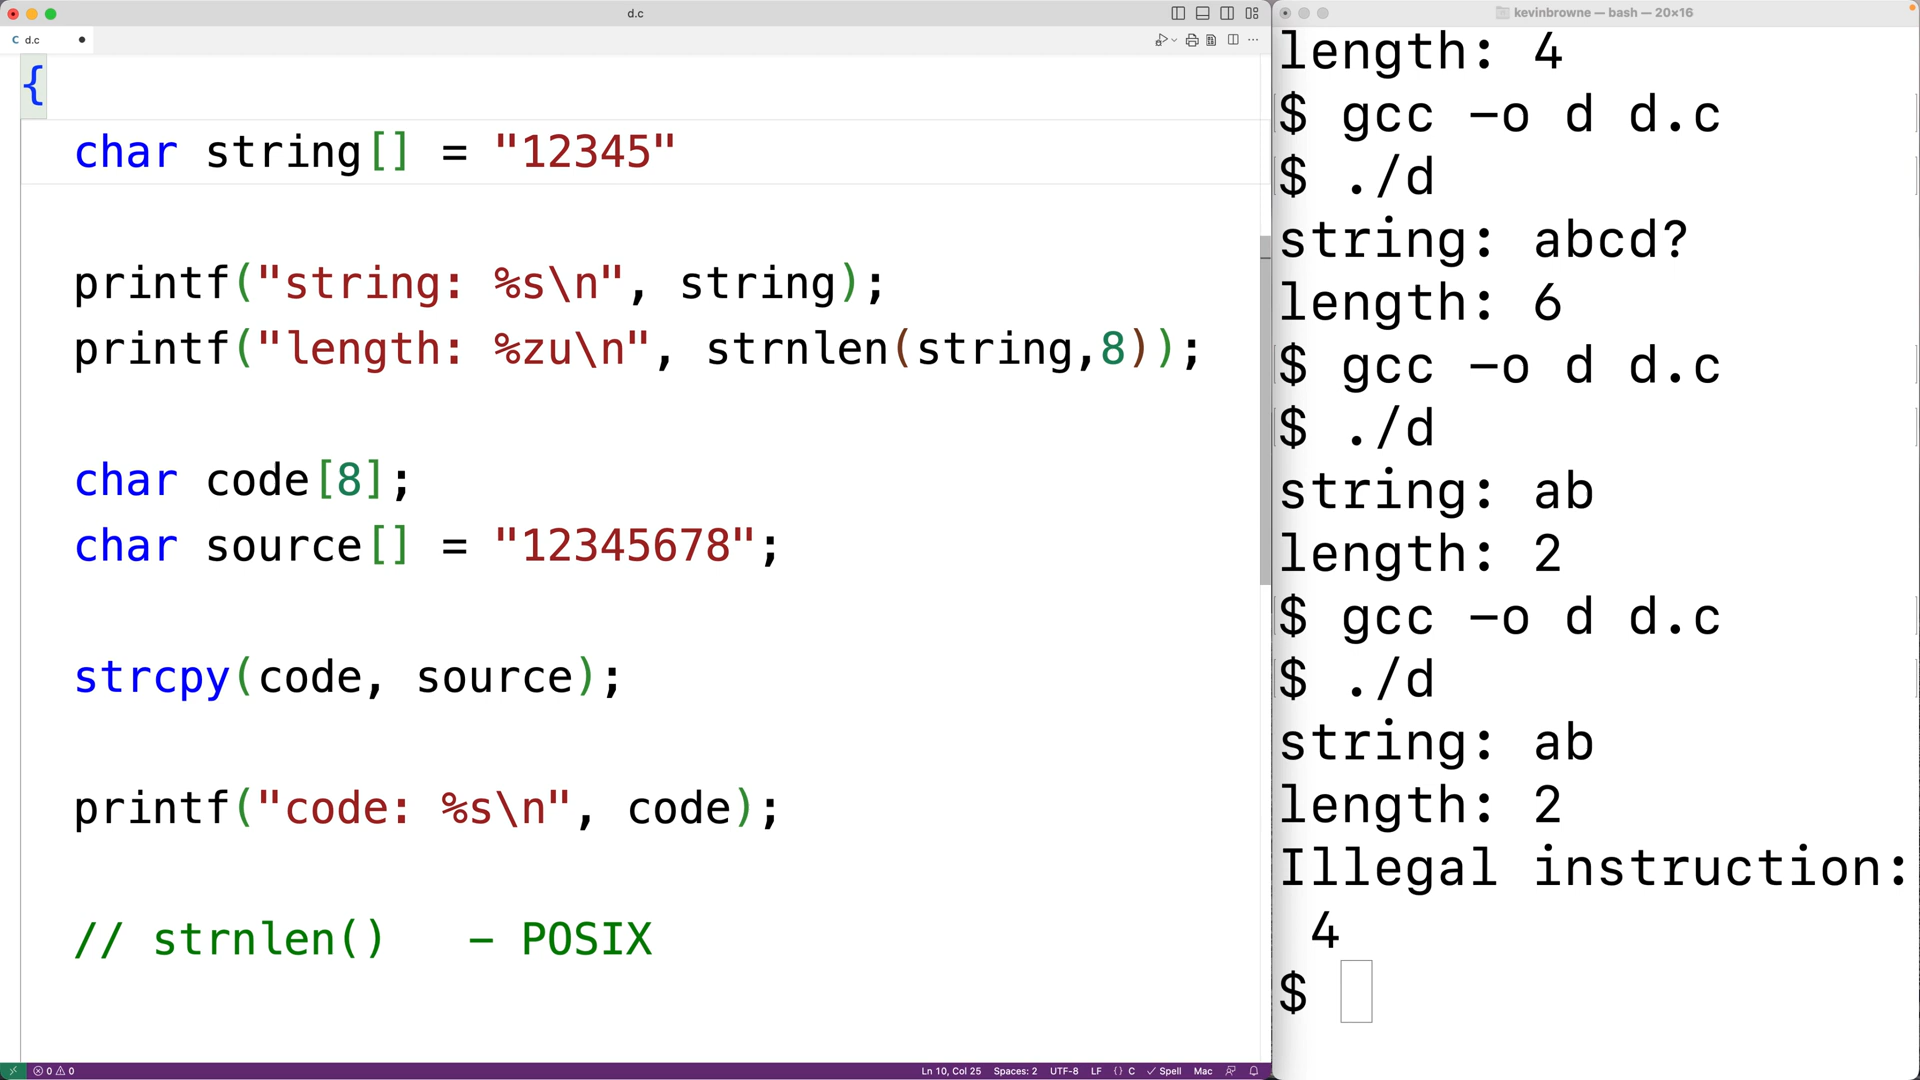 d.c
C d.c
{
char string[] = "12345"
printf("string: %s\n", string);
printf("length: %zu\n", strnlen(string,8));
char code[8];
char source[] = "12345678";
strcpy(code, source);
printf("code: %s\n", code);
// strnlen()   - POSIX
0 0
Ln 10, Col 25 Spaces: 2 UTF-8 LF {} C Spell Mac
kevinbrowne — bash — 20×16
length: 4
$ gcc -o d d.c
$ ./d
string: abcd?
length: 6
$ gcc -o d d.c
$ ./d
string: ab
length: 2
$ gcc -o d d.c
$ ./d
string: ab
length: 2
Illegal instruction:
4
$